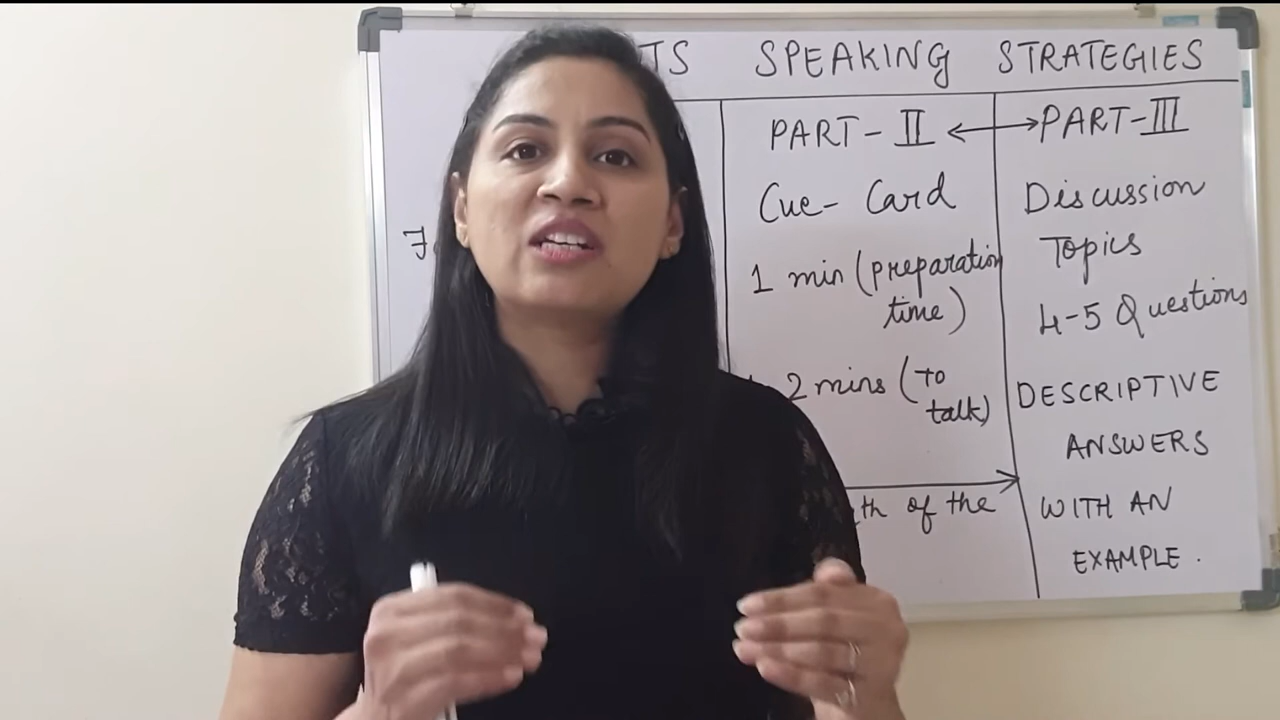 TS SPEAKING STRATEGIES
PART-II ↔ PART-III
Cue-Card
1 min (preparation
time)
2 mins (to
talk)
th of the
Discussion
Topics
4-5 Questions
DESCRIPTIVE
ANSWERS
WITH AN
EXAMPLE.